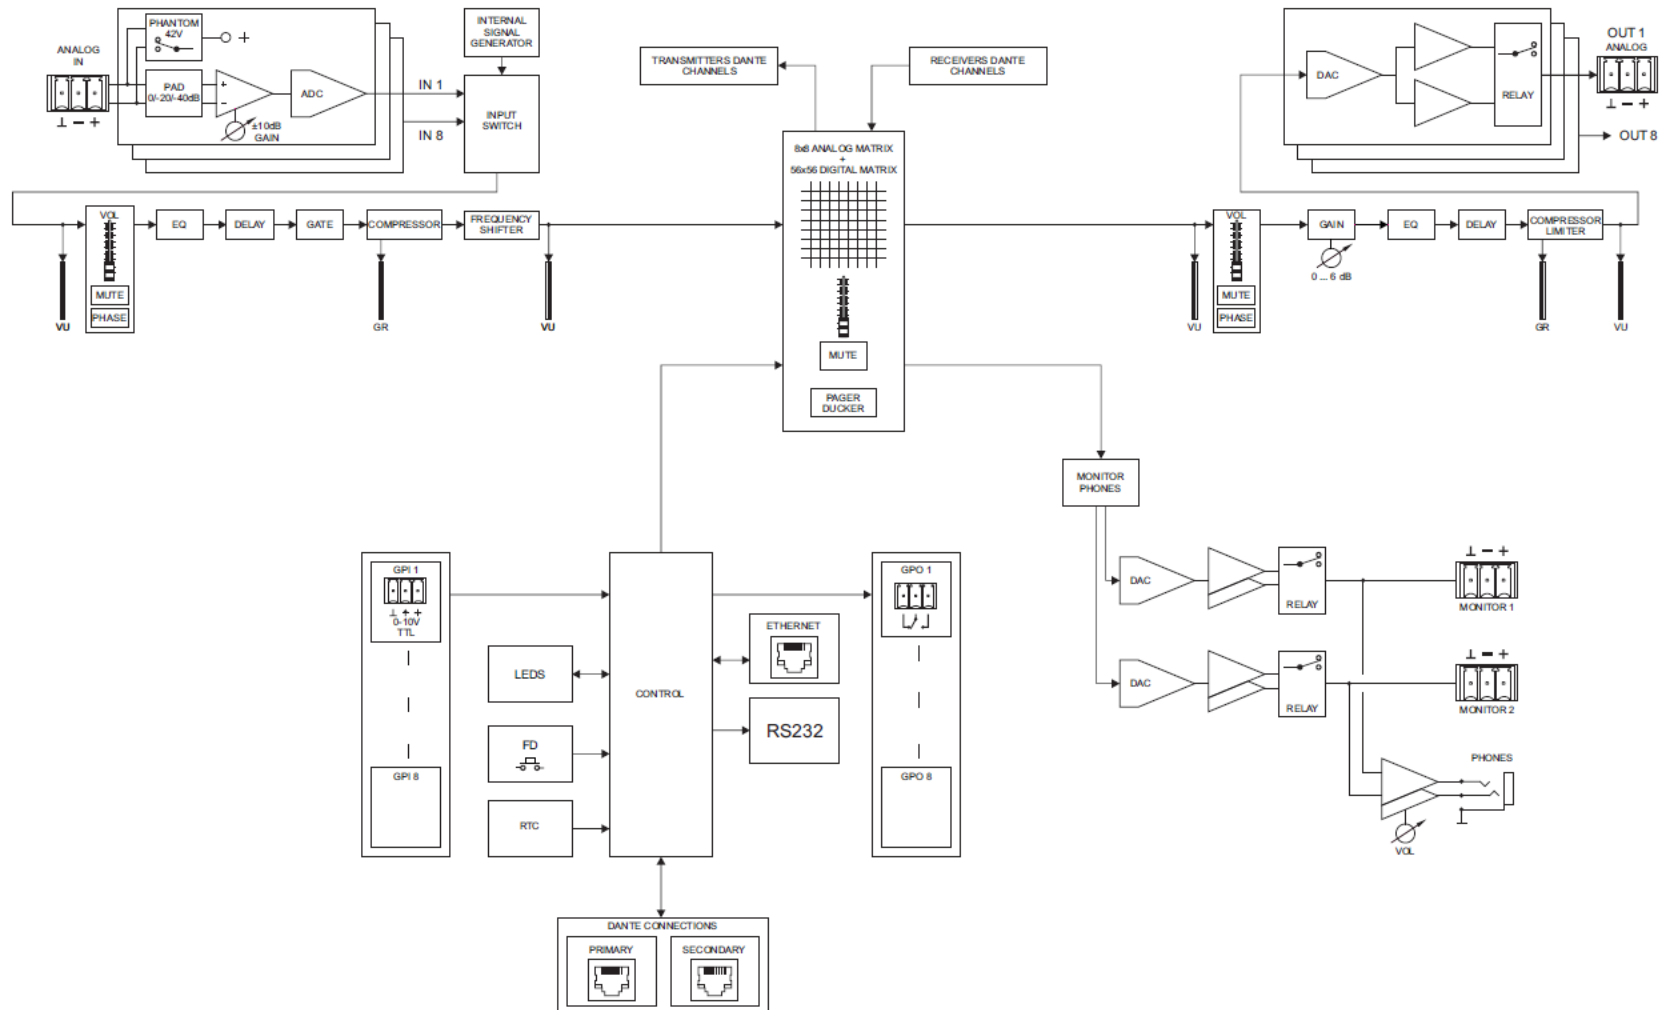 ANALOG
IN
PHANTOM
42V
PAD
0/-20/-40dB
±10dB
GAIN
ADC
IN 1
IN 8
INTERNAL
SIGNAL
GENERATOR
INPUT
SWITCH
TRANSMITTERS DANTE
CHANNELS
RECEIVERS DANTE
CHANNELS
DAC
RELAY
OUT 1
ANALOG
OUT 8
VU
VOL
MUTE
PHASE
EQ
DELAY
GATE
COMPRESSOR
GR
FREQUENCY
SHIFTER
VU
8x8 ANALOG MATRIX
+
56x56 DIGITAL MATRIX
MUTE
PAGER
DUCKER
VU
VOL
MUTE
PHASE
GAIN
0 ... 6 dB
EQ
DELAY
COMPRESSOR
LIMITER
GR
VU
MONITOR
PHONES
DAC
RELAY
MONITOR 1
DAC
RELAY
MONITOR 2
PHONES
VOL
GPI 1
0-10V
TTL
GPI 8
LEDS
FD
RTC
CONTROL
ETHERNET
RS232
GPO 1
GPO 8
DANTE CONNECTIONS
PRIMARY
SECONDARY